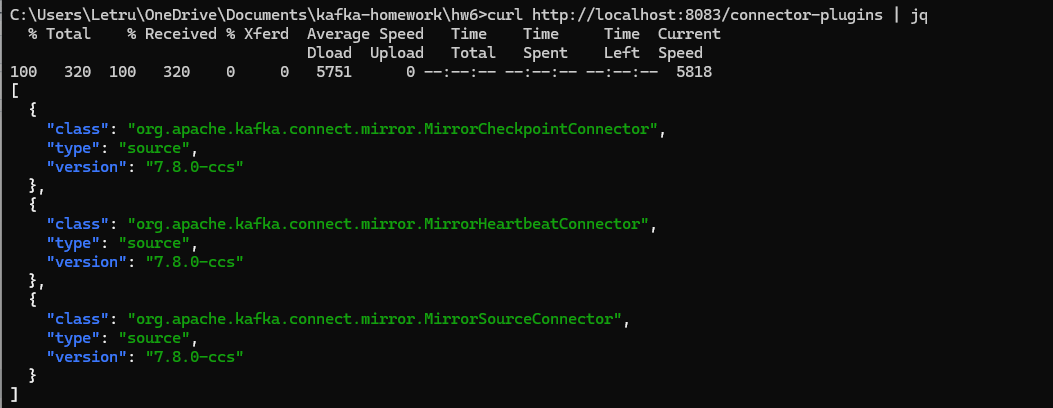 C:\Users\Letru\OneDrive\Documents\kafka-homework\hw6>curl http://localhost:8083/connector-plugins | jq
  % Total    % Received % Xferd  Average Speed   Time    Time     Time  Current
                                 Dload  Upload   Total   Spent    Left  Speed
100   320  100   320    0     0   5751      0 --:--:-- --:--:-- --:--:--  5818
[
  {
    "class": "org.apache.kafka.connect.mirror.MirrorCheckpointConnector",
    "type": "source",
    "version": "7.8.0-ccs"
  },
  {
    "class": "org.apache.kafka.connect.mirror.MirrorHeartbeatConnector",
    "type": "source",
    "version": "7.8.0-ccs"
  },
  {
    "class": "org.apache.kafka.connect.mirror.MirrorSourceConnector",
    "type": "source",
    "version": "7.8.0-ccs"
  }
]